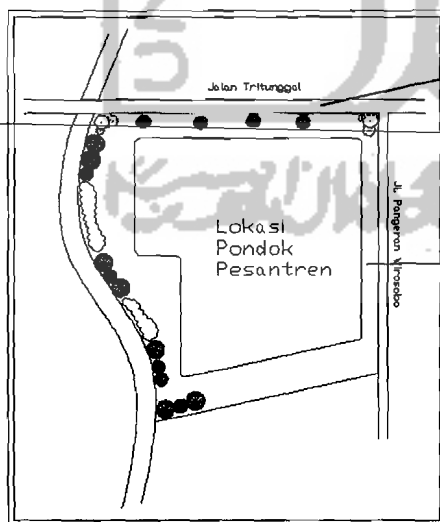 Jalan Tritunggal
Lokasi
Pondok
Pesantren
JL Pangeran Wirosobo